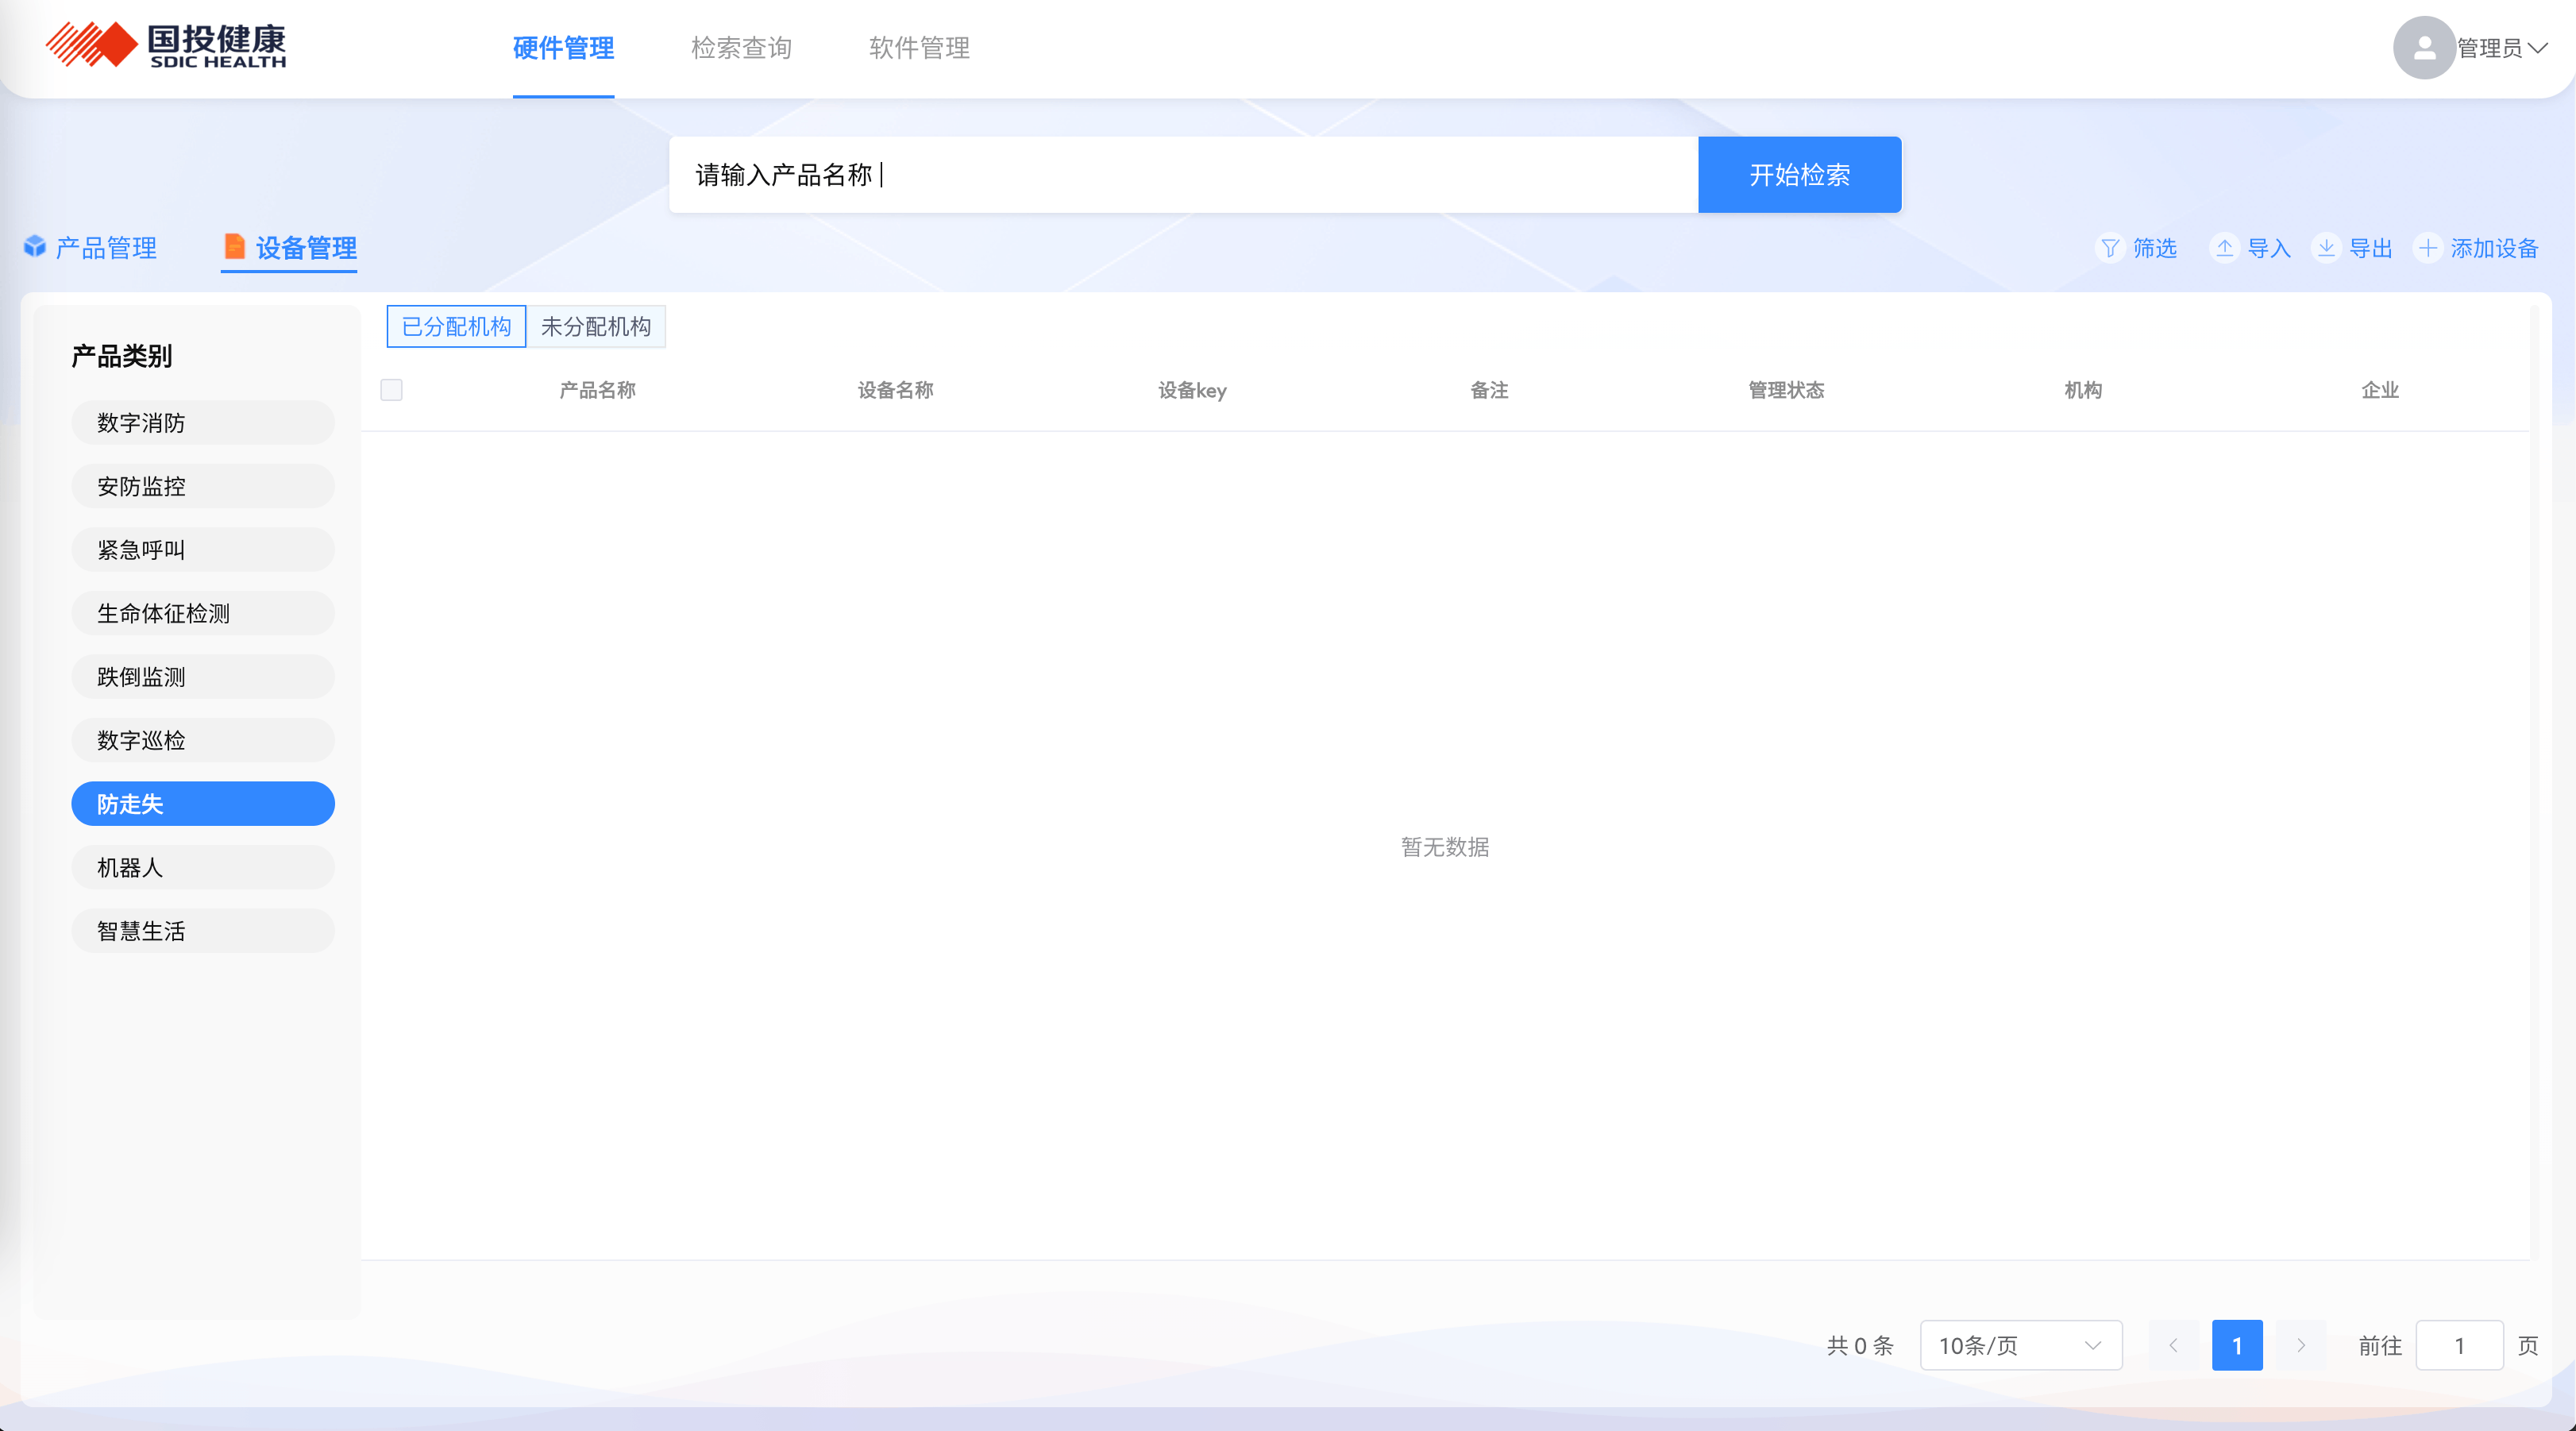 国投健康
SDIC HEALTH
硬件管理 检索查询 软件管理
管理员
请输入产品名称
开始检索
产品管理 设备管理
筛选 导入 导出 添加设备
产品类别
数字消防
安防监控
紧急呼叫
生命体征检测
跌倒监测
数字巡检
防走失
机器人
智慧生活
已分配机构 未分配机构
产品名称 设备名称 设备key 备注 管理状态 机构 企业
暂无数据
共 0 条 10条/页 1 前往 1 页